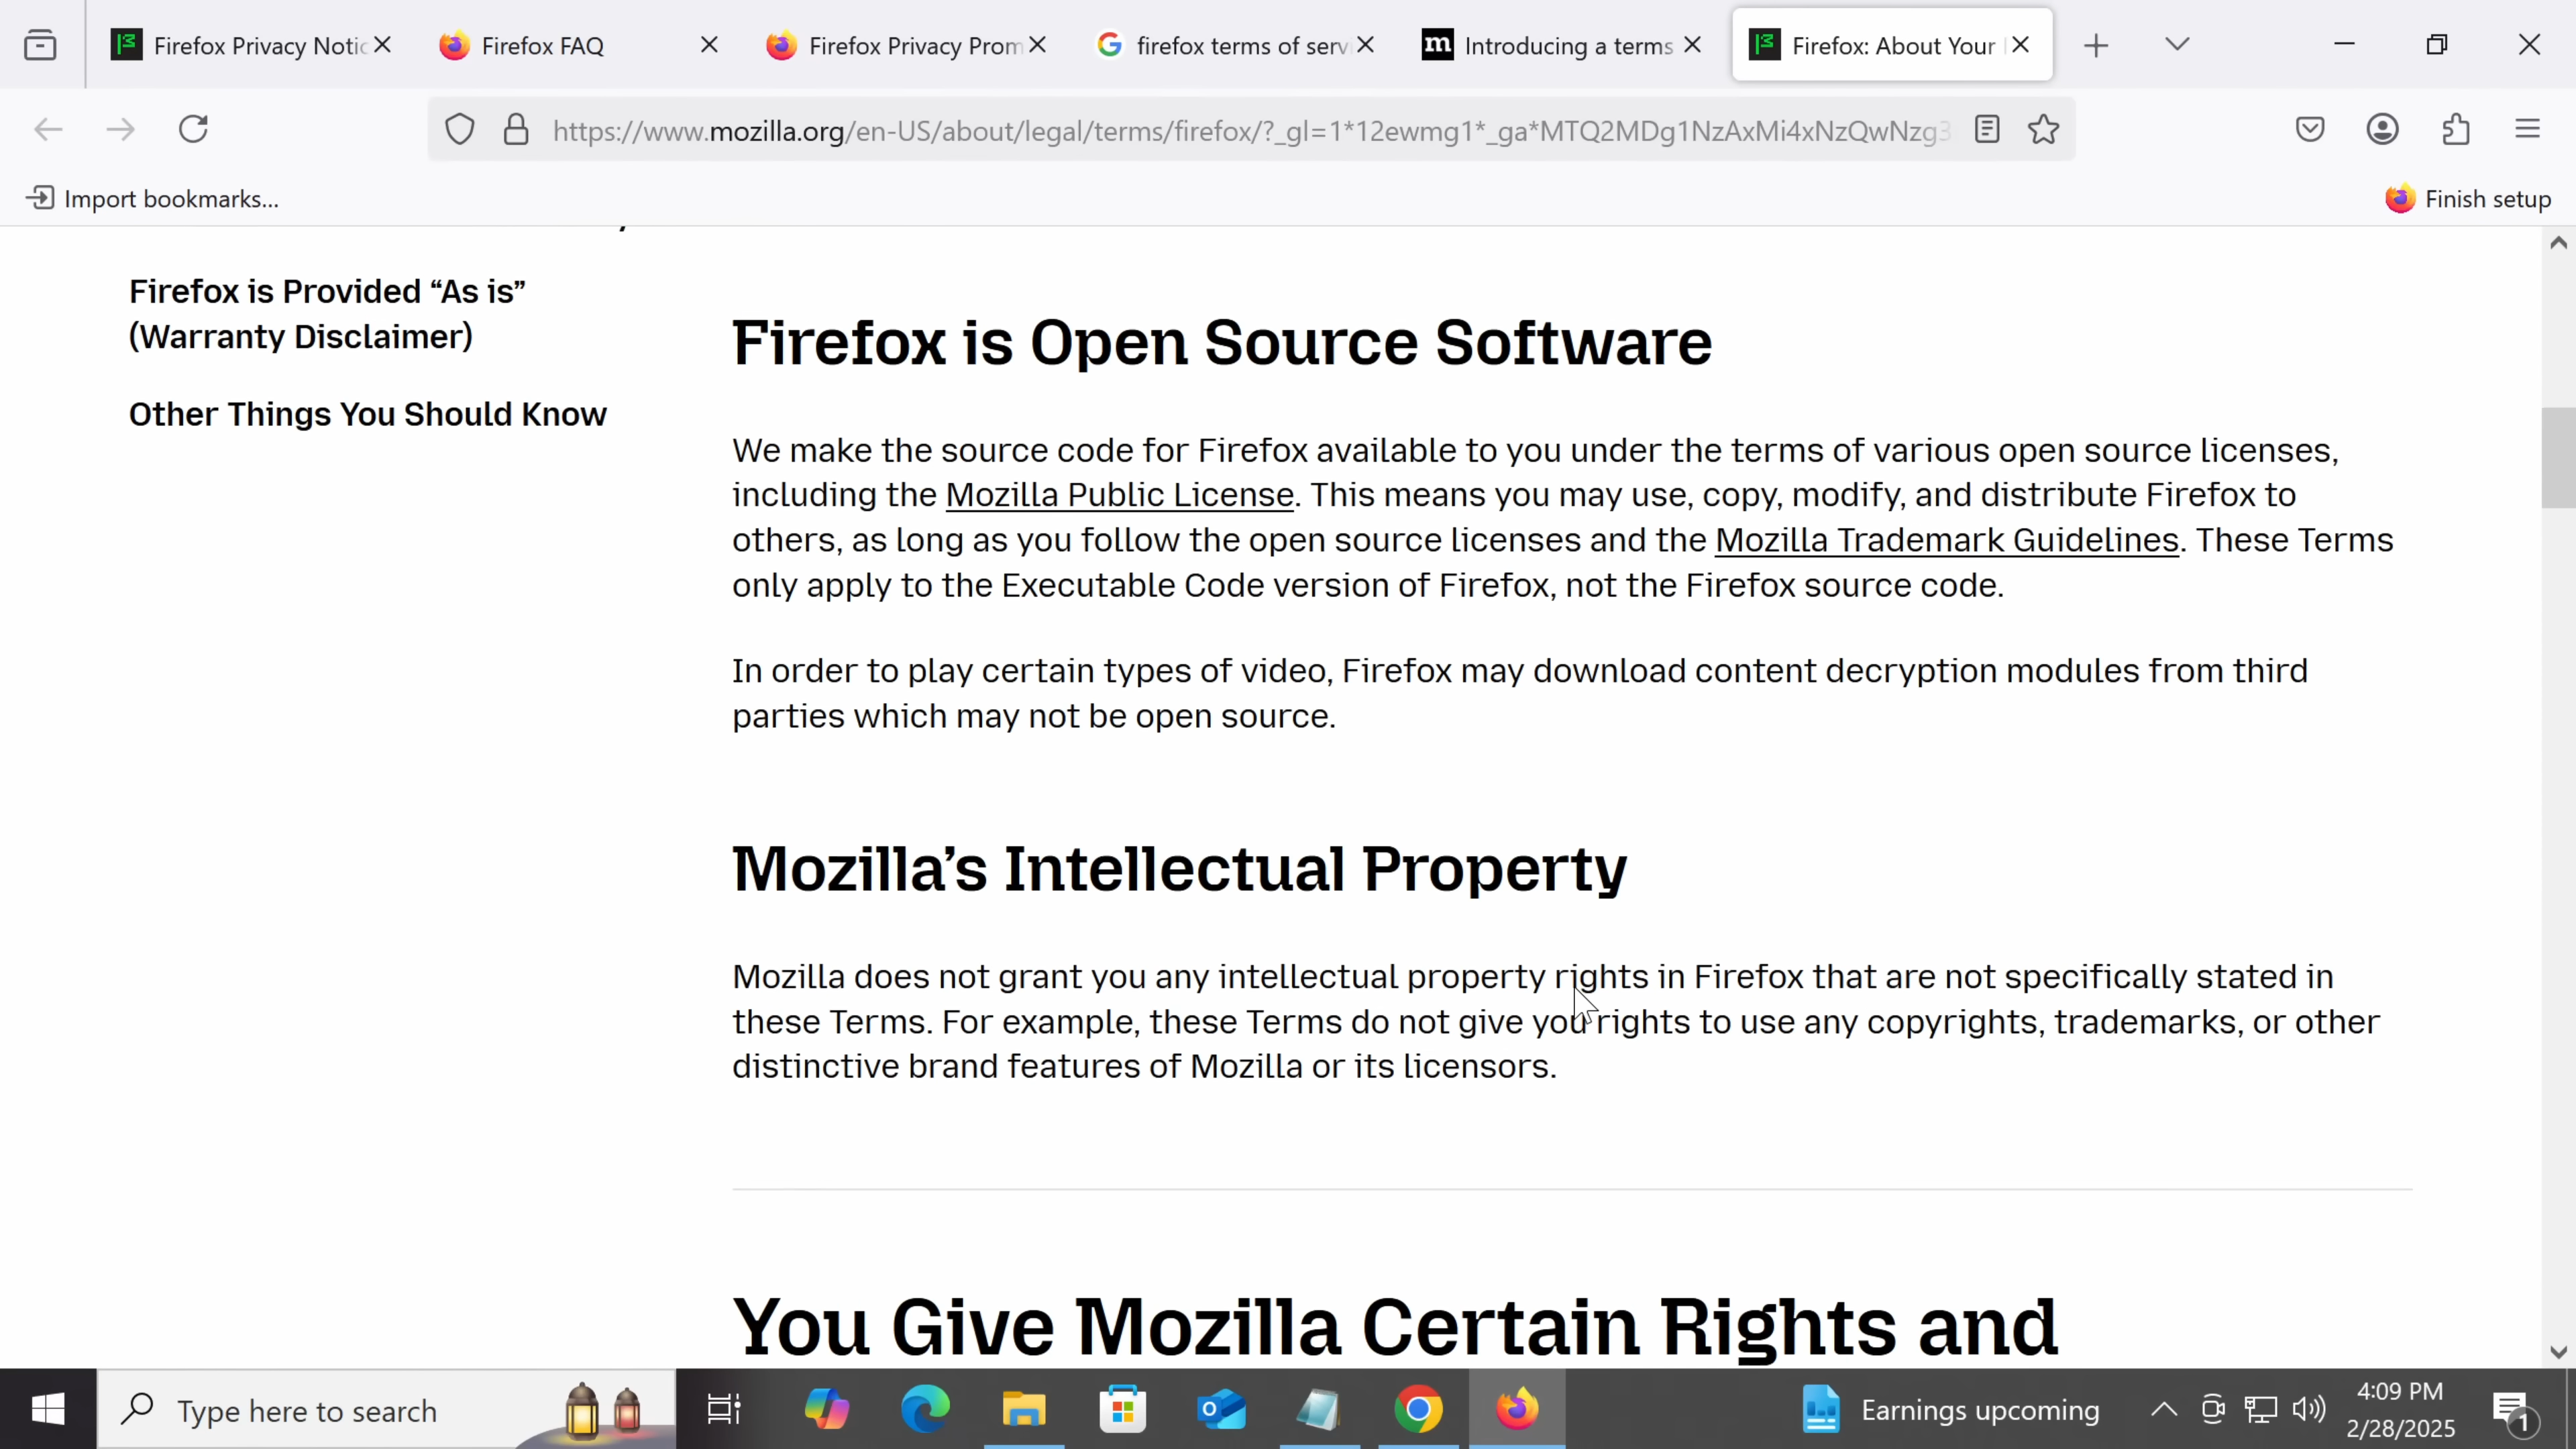 Firefox Privacy Notic
Firefox FAQ
Firefox Privacy Prom
firefox terms of servi
Introducing a terms
Firefox: About Your
https://www.mozilla.org/en-US/about/legal/terms/firefox/?_gl=1*12ewmg1*_ga*MTQ2MDg1NzAxMi4xNzQwNzg3
Import bookmarks...
Finish setup
Firefox is Provided “As is”
(Warranty Disclaimer)
Other Things You Should Know
Firefox is Open Source Software
We make the source code for Firefox available to you under the terms of various open source licenses,
including the Mozilla Public License. This means you may use, copy, modify, and distribute Firefox to
others, as long as you follow the open source licenses and the Mozilla Trademark Guidelines. These Terms
only apply to the Executable Code version of Firefox, not the Firefox source code.
In order to play certain types of video, Firefox may download content decryption modules from third
parties which may not be open source.
Mozilla’s Intellectual Property
Mozilla does not grant you any intellectual property rights in Firefox that are not specifically stated in
these Terms. For example, these Terms do not give you rights to use any copyrights, trademarks, or other
distinctive brand features of Mozilla or its licensors.
You Give Mozilla Certain Rights and
Type here to search
Earnings upcoming
4:09 PM
2/28/2025
1